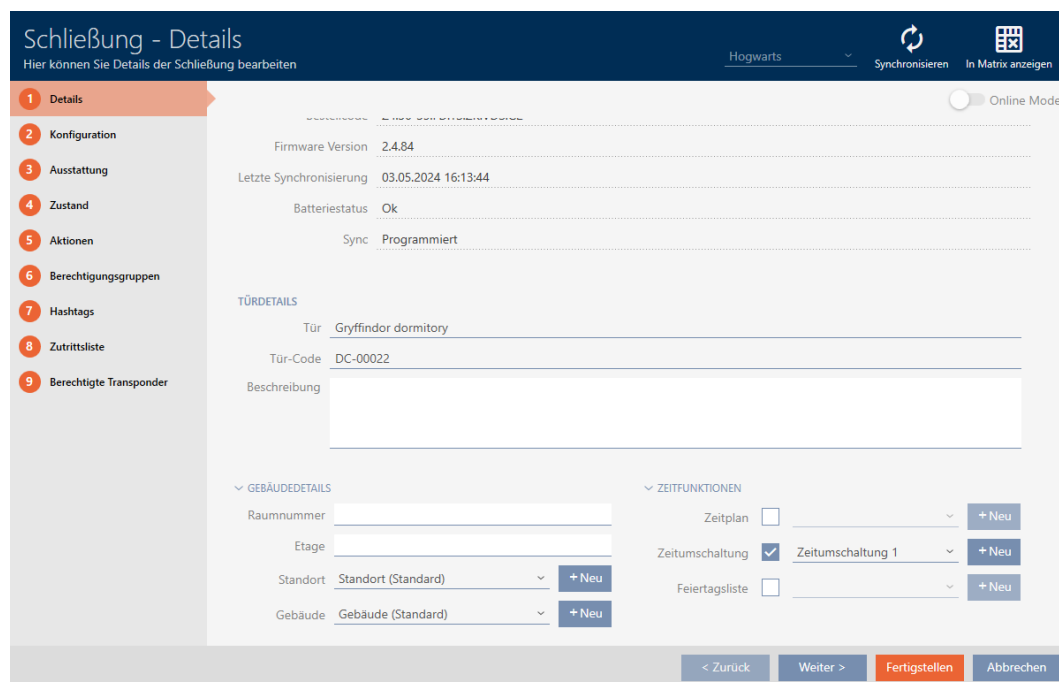 Schließung - Details
Hier können Sie Details der Schließung bearbeiten
Hogwarts
Synchronisieren
In Matrix anzeigen
1 Details
2 Konfiguration
3 Ausstattung
4 Zustand
5 Aktionen
6 Berechtigungsgruppen
7 Hashtags
8 Zutrittsliste
9 Berechtigte Transponder
Online Mode
Firmware Version 2.4.84
Letzte Synchronisierung 03.05.2024 16:13:44
Batteriestatus Ok
Sync Programmiert
TÜRDETAILS
Tür Gryffindor dormitory
Tür-Code DC-00022
Beschreibung
GEBÄUDEDETAILS
Raumnummer
Etage
Standort Standort (Standard) + Neu
Gebäude Gebäude (Standard) + Neu
ZEITFUNKTIONEN
Zeitplan + Neu
Zeitumschaltung Zeitumschaltung 1 + Neu
Feiertagsliste + Neu
< Zurück Weiter > Fertigstellen Abbrechen